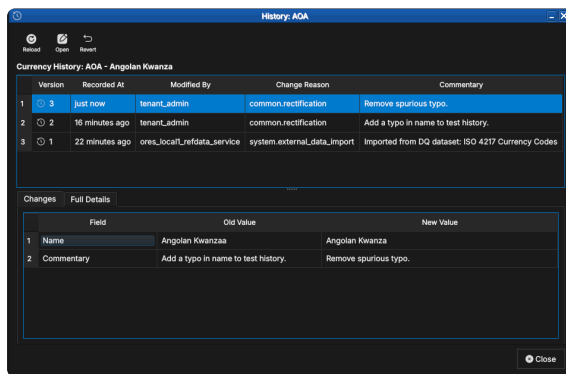 History: AOA
Reload Open Revert
Currency History: AOA - Angolan Kwanza
Version Recorded At Modified By Change Reason Commentary
1 3 just now tenant_admin common.rectification Remove spurious typo.
2 2 16 minutes ago tenant_admin common.rectification Add a typo in name to test history.
3 1 22 minutes ago ores_local1_refdata_service system.external_data_import Imported from DQ dataset: ISO 4217 Currency Codes
Changes Full Details
Field Old Value New Value
1 Name Angolan Kwanzaa Angolan Kwanza
2 Commentary Add a typo in name to test history. Remove spurious typo.
Close